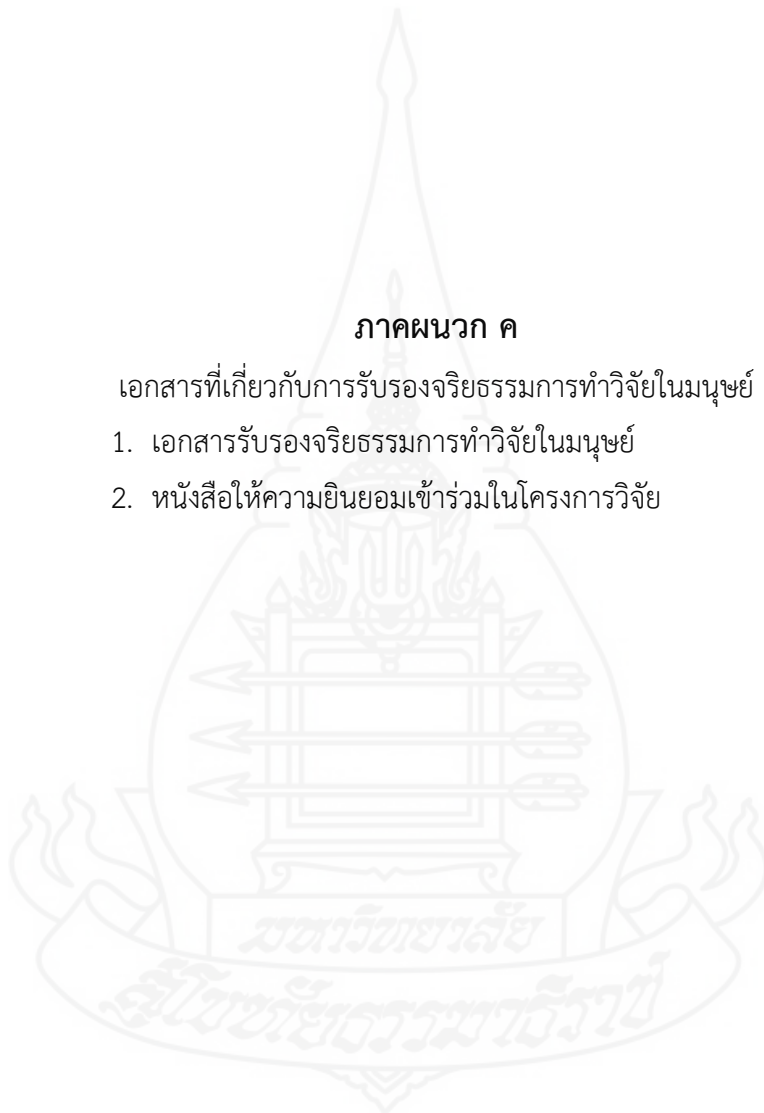 ภาคผนวก ค
เอกสารที่เกี่ยวกับการรับรองจริยธรรมการทำวิจัยในมนุษย์
1. เอกสารรับรองจริยธรรมการทำวิจัยในมนุษย์
2. หนังสือให้ความยินยอมเข้าร่วมในโครงการวิจัย
มหาวิทยาลัย
สุโขทัยธรรมาธิราช